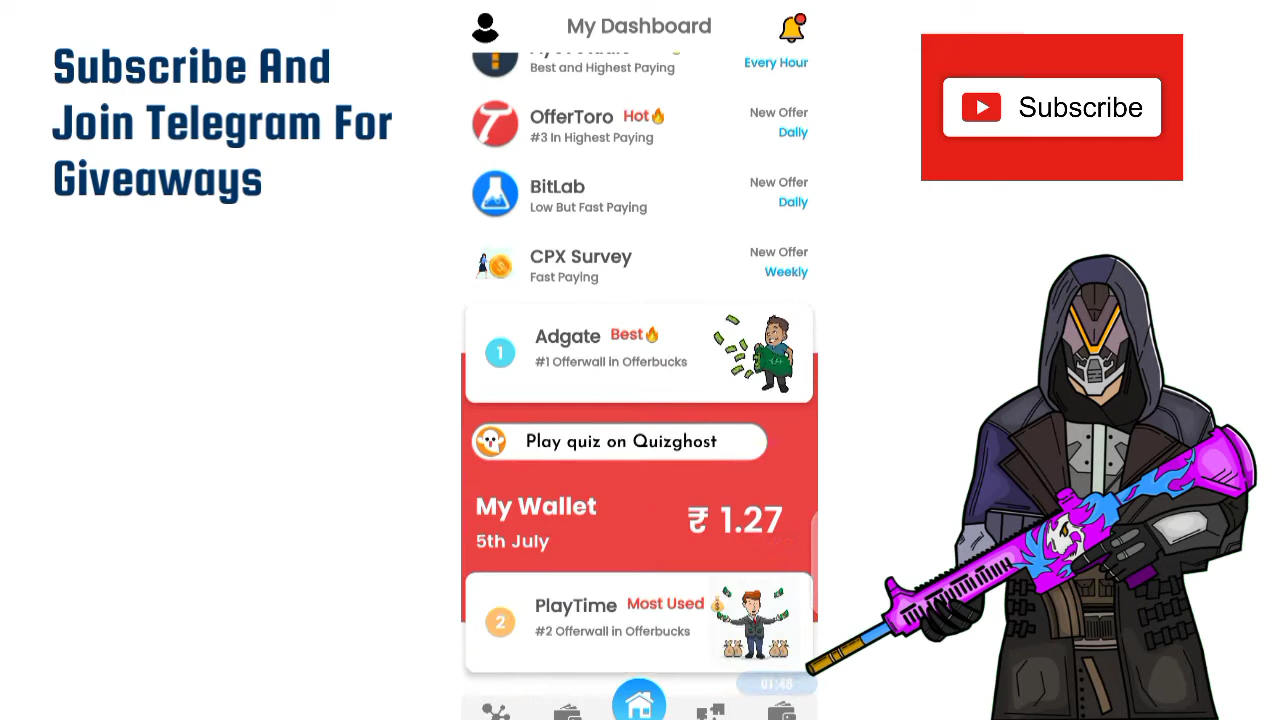 Subscribe And
Join Telegram For
Giveaways
My Dashboard
Best and Highest Paying
Every Hour
OfferToro Hot
#3 In Highest Paying
New Offer
Daily
BitLab
Low But Fast Paying
New Offer
Daily
CPX Survey
Fast Paying
New Offer
Weekly
1
Adgate Best
#1 Offerwall in Offerbucks
Play quiz on Quizghost
My Wallet
5th July
₹ 1.27
2
PlayTime Most Used
#2 Offerwall in Offerbucks
01:48
Subscribe